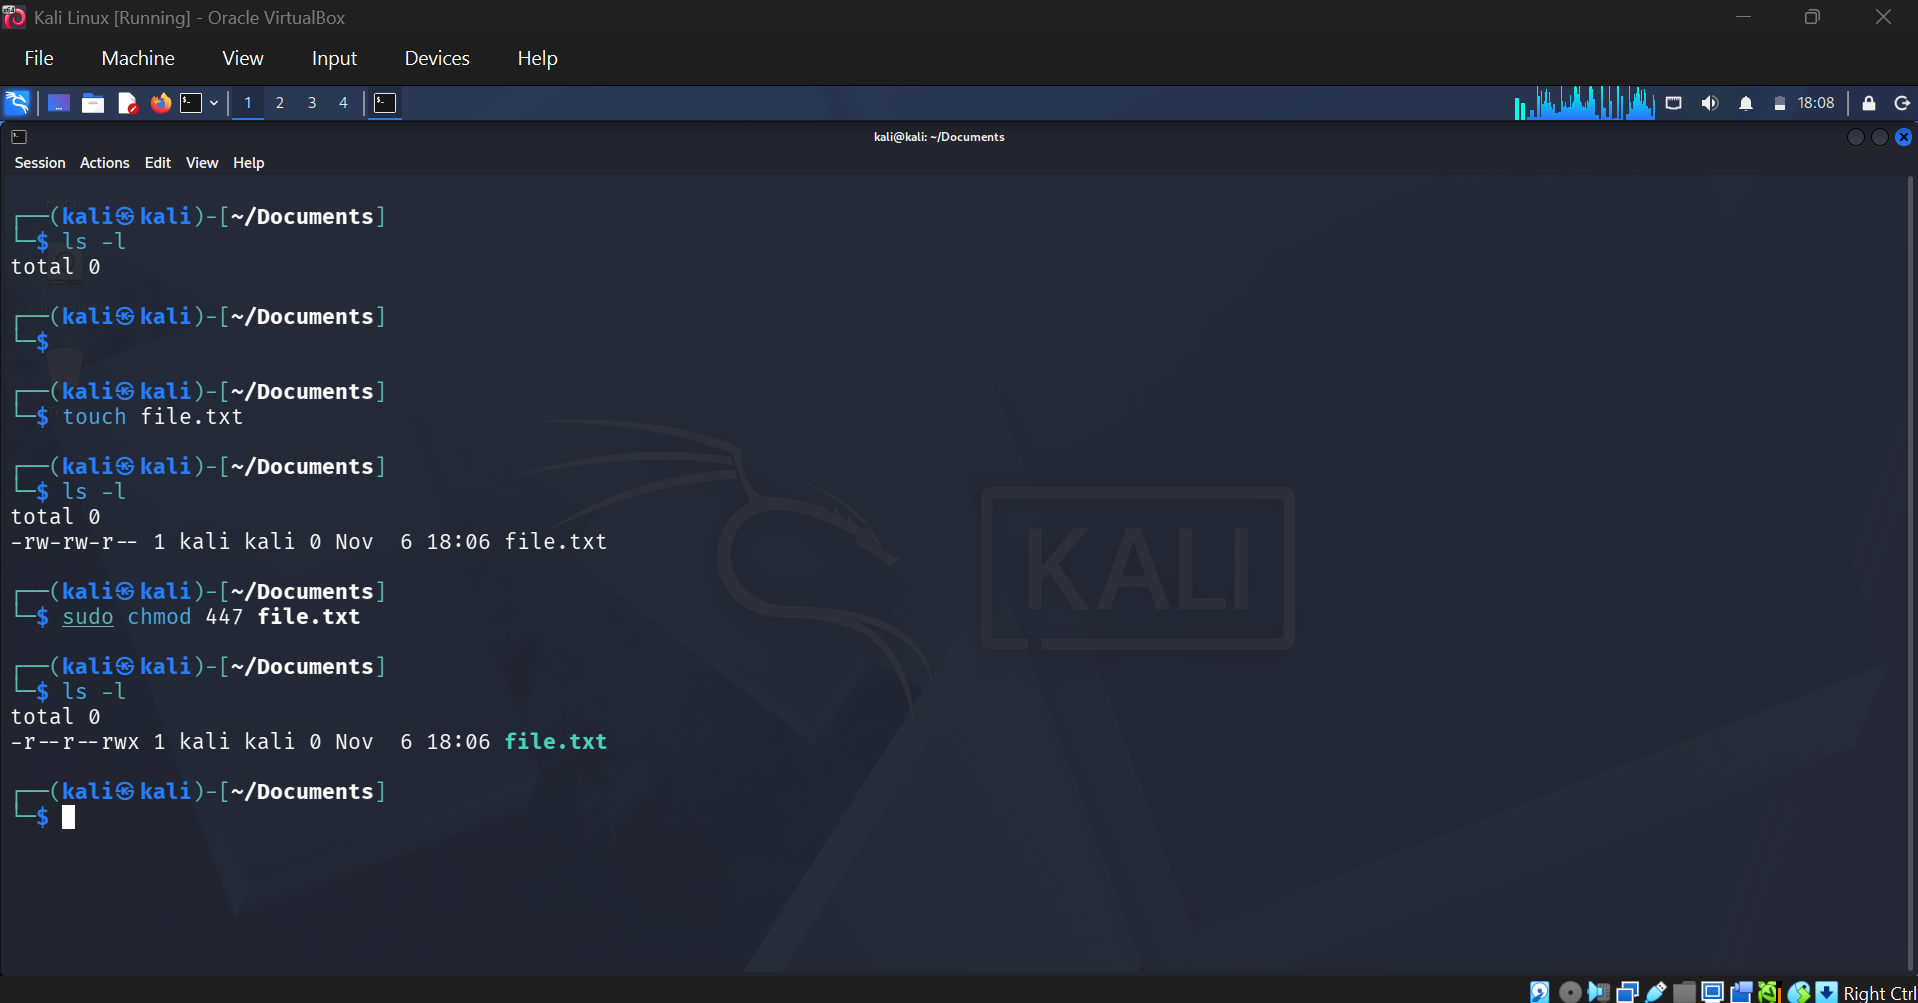 Kali Linux [Running] - Oracle VirtualBox
File Machine View Input Devices Help
1 2 3 4 18:08
kali@kali: ~/Documents
Session Actions Edit View Help
┌──(kali㉿kali)-[~/Documents]
└─$ ls -l
total 0
┌──(kali㉿kali)-[~/Documents]
└─$
┌──(kali㉿kali)-[~/Documents]
└─$ touch file.txt
┌──(kali㉿kali)-[~/Documents]
└─$ ls -l
total 0
-rw-rw-r-- 1 kali kali 0 Nov  6 18:06 file.txt
┌──(kali㉿kali)-[~/Documents]
└─$ sudo chmod 447 file.txt
┌──(kali㉿kali)-[~/Documents]
└─$ ls -l
total 0
-r--r--rwx 1 kali kali 0 Nov  6 18:06 file.txt
┌──(kali㉿kali)-[~/Documents]
└─$
KALI
Right Ctrl